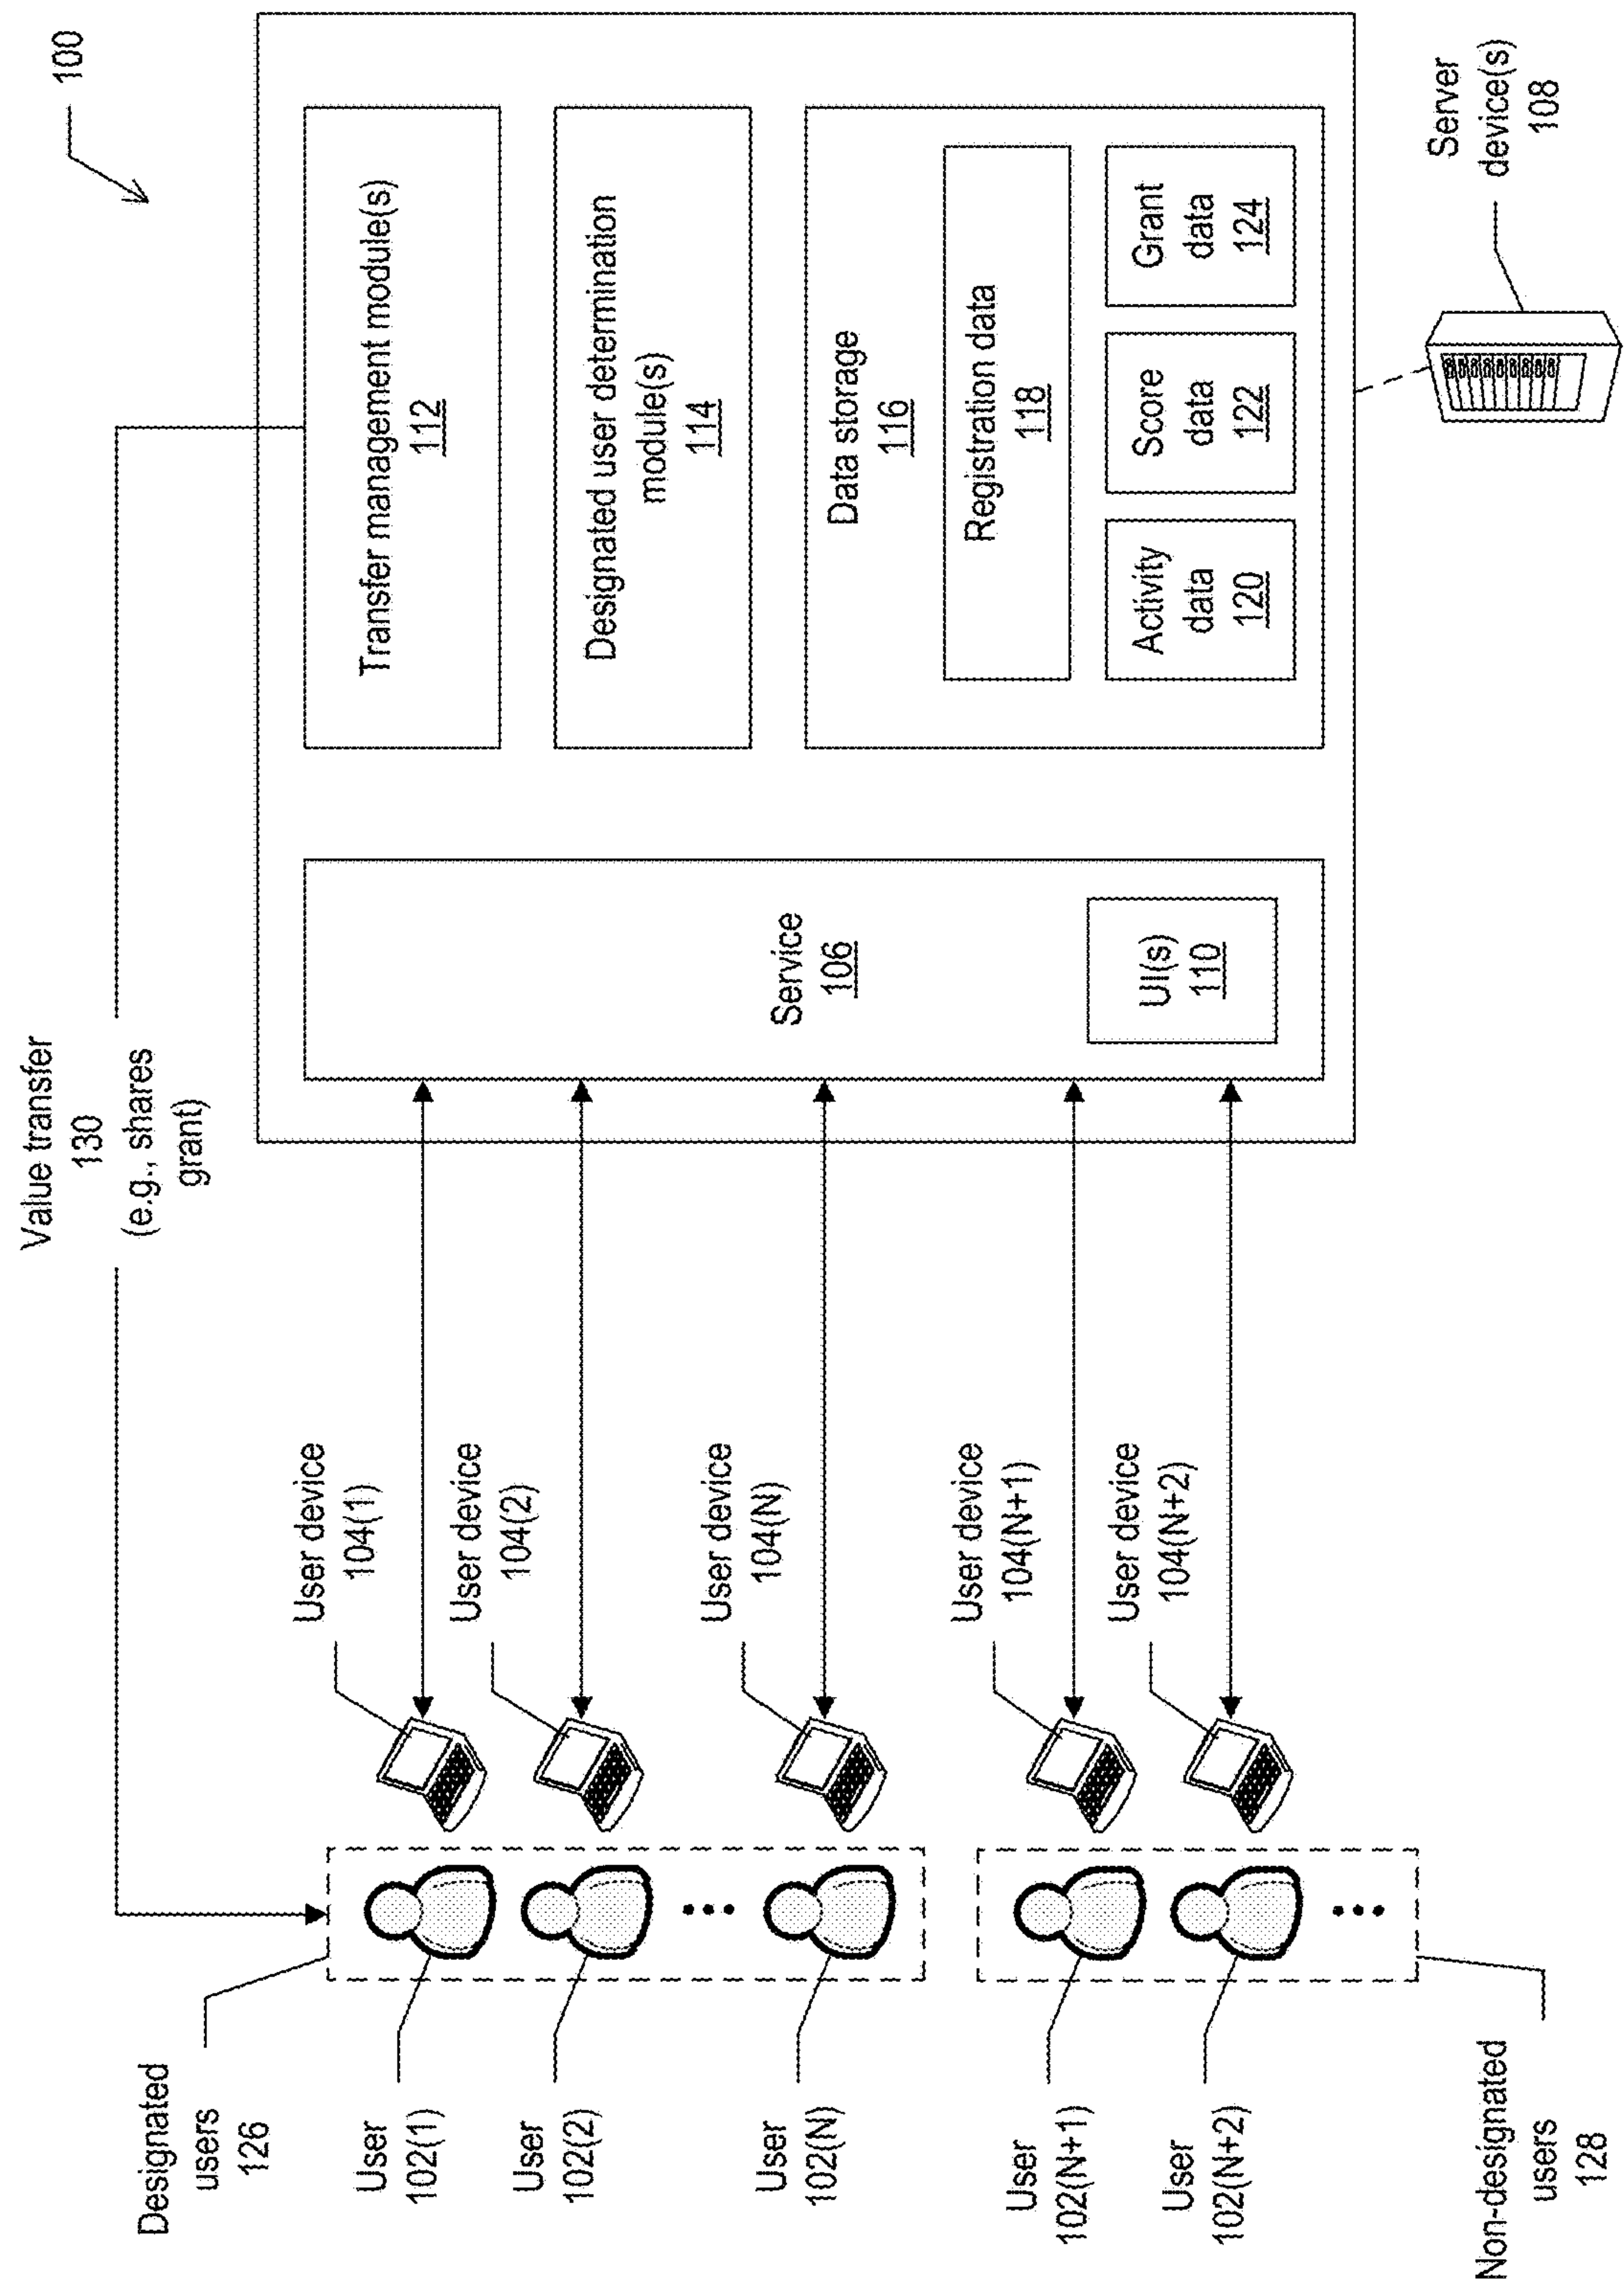 100
Value transfer
130
(e.g., shares
grant)
Designated
users
126
User
102(1)
User
102(2)
User
102(N)
User
102(N+1)
User
102(N+2)
Non-designated
users
128
User device
104(1)
User device
104(2)
User device
104(N)
User device
104(N+1)
User device
104(N+2)
Service
106
UI(s)
110
Transfer management module(s)
112
Designated user determination
module(s)
114
Data storage
116
Registration data
118
Activity
data
120
Score
data
122
Grant
data
124
Server
device(s)
108